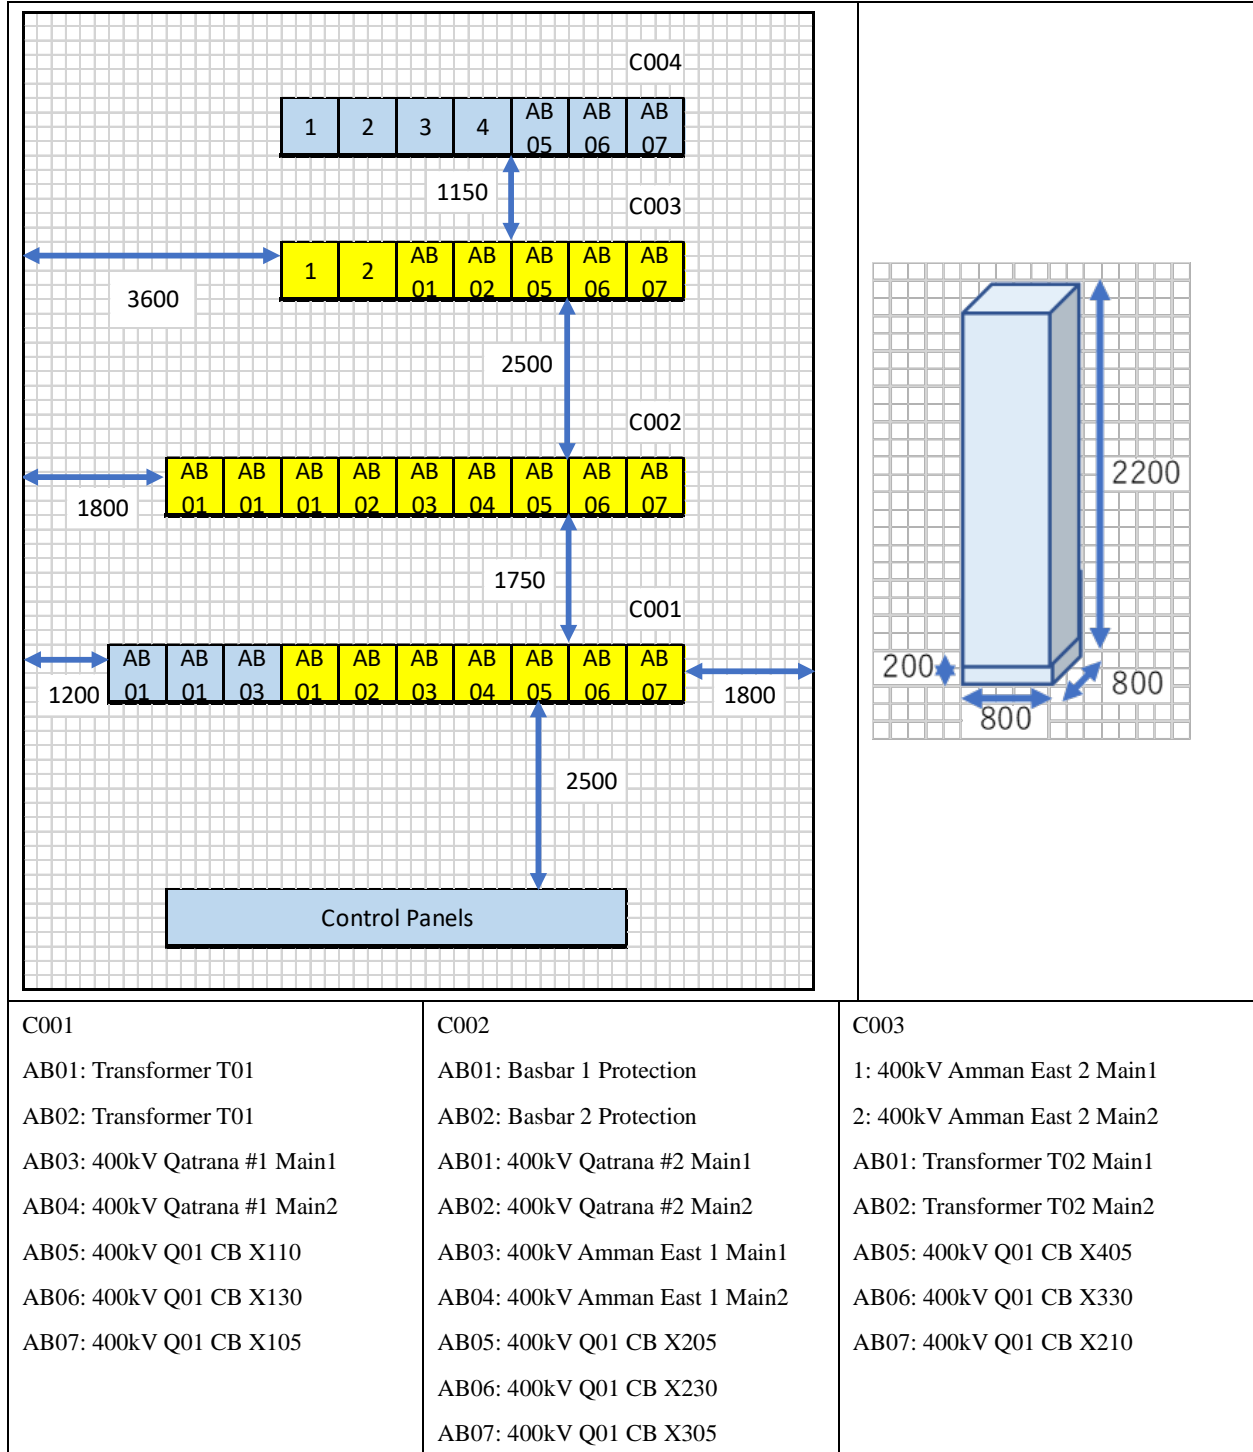 C004
1 2 3 4 AB AB AB
05 06 07
1150
C003
1 2 AB AB AB AB AB
01 02 05 06 07
3600
2500
C002
AB AB AB AB AB AB AB AB AB
01 01 01 02 03 04 05 06 07
1800
1750
C001
AB AB AB AB AB AB AB AB AB AB
01 01 03 01 02 03 04 05 06 07
1200
1800
2500
Control Panels
2200
200
800
800
C001
AB01: Transformer T01
AB02: Transformer T01
AB03: 400kV Qatrana #1 Main1
AB04: 400kV Qatrana #1 Main2
AB05: 400kV Q01 CB X110
AB06: 400kV Q01 CB X130
AB07: 400kV Q01 CB X105
C002
AB01: Basbar 1 Protection
AB02: Basbar 2 Protection
AB01: 400kV Qatrana #2 Main1
AB02: 400kV Qatrana #2 Main2
AB03: 400kV Amman East 1 Main1
AB04: 400kV Amman East 1 Main2
AB05: 400kV Q01 CB X205
AB06: 400kV Q01 CB X230
AB07: 400kV Q01 CB X305
C003
1: 400kV Amman East 2 Main1
2: 400kV Amman East 2 Main2
AB01: Transformer T02 Main1
AB02: Transformer T02 Main2
AB05: 400kV Q01 CB X405
AB06: 400kV Q01 CB X330
AB07: 400kV Q01 CB X210